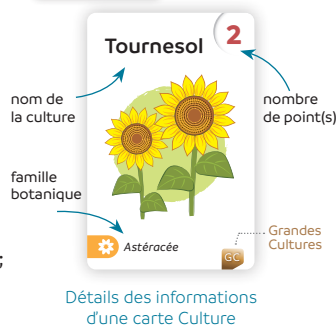 Tournesol
2
nom de
la culture
nombre
de point(s)
famille
botanique
;
Astéracée
GC
Grandes
Cultures
Détails des informations
d'une carte Culture